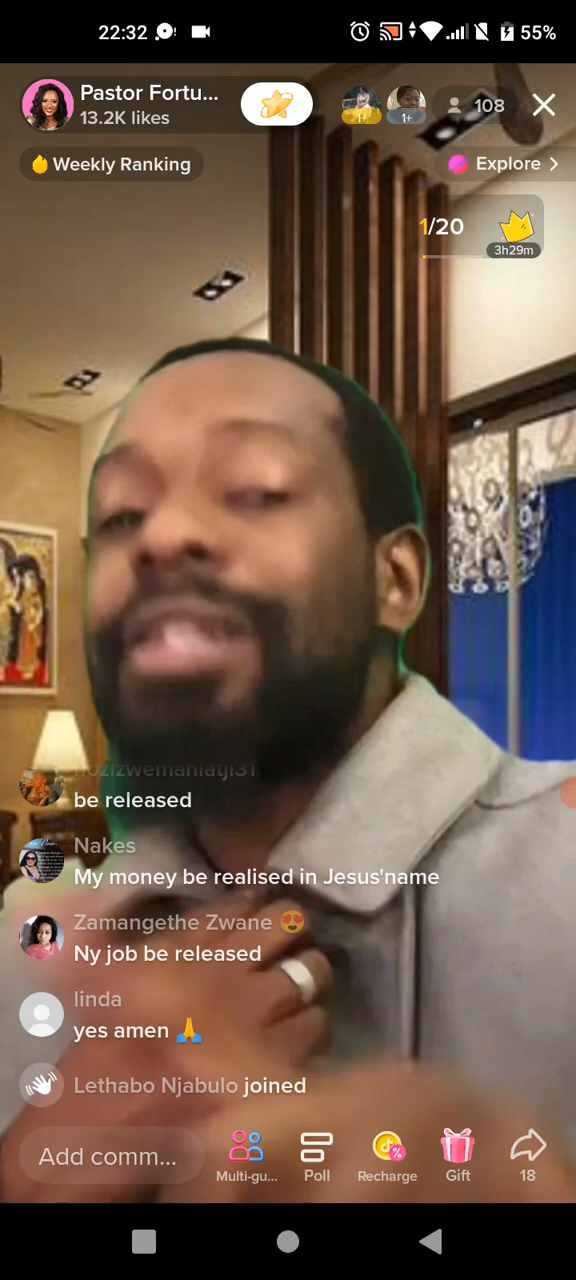 22:32
55%
Pastor Fortu...
13.2K likes
1+
1+
108
Weekly Ranking
Explore >
1/20
3h29m
be released
Nakes
My money be realised in Jesus'name
Zamangethe Zwane 😍
Ny job be released
linda
yes amen 🙏
Lethabo Njabulo joined
Add comm...
Multi-gu...
Poll
Recharge
Gift
18